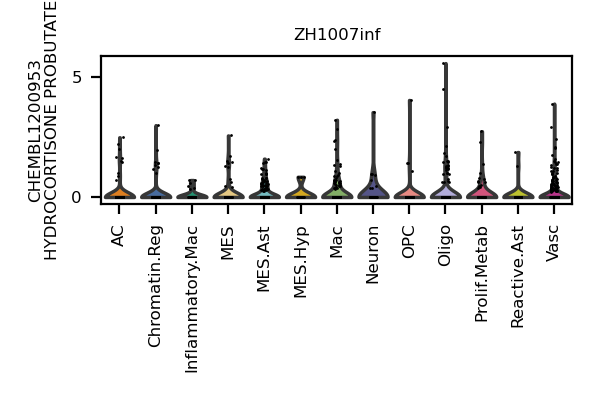 ZH1007inf
CHEMBL1200953
HYDROCORTISONE PROBUTATE
5
0
AC
Chromatin.Reg
Inflammatory.Mac
MES
MES.Ast
MES.Hyp
Mac
Neuron
OPC
Oligo
Prolif.Metab
Reactive.Ast
Vasc